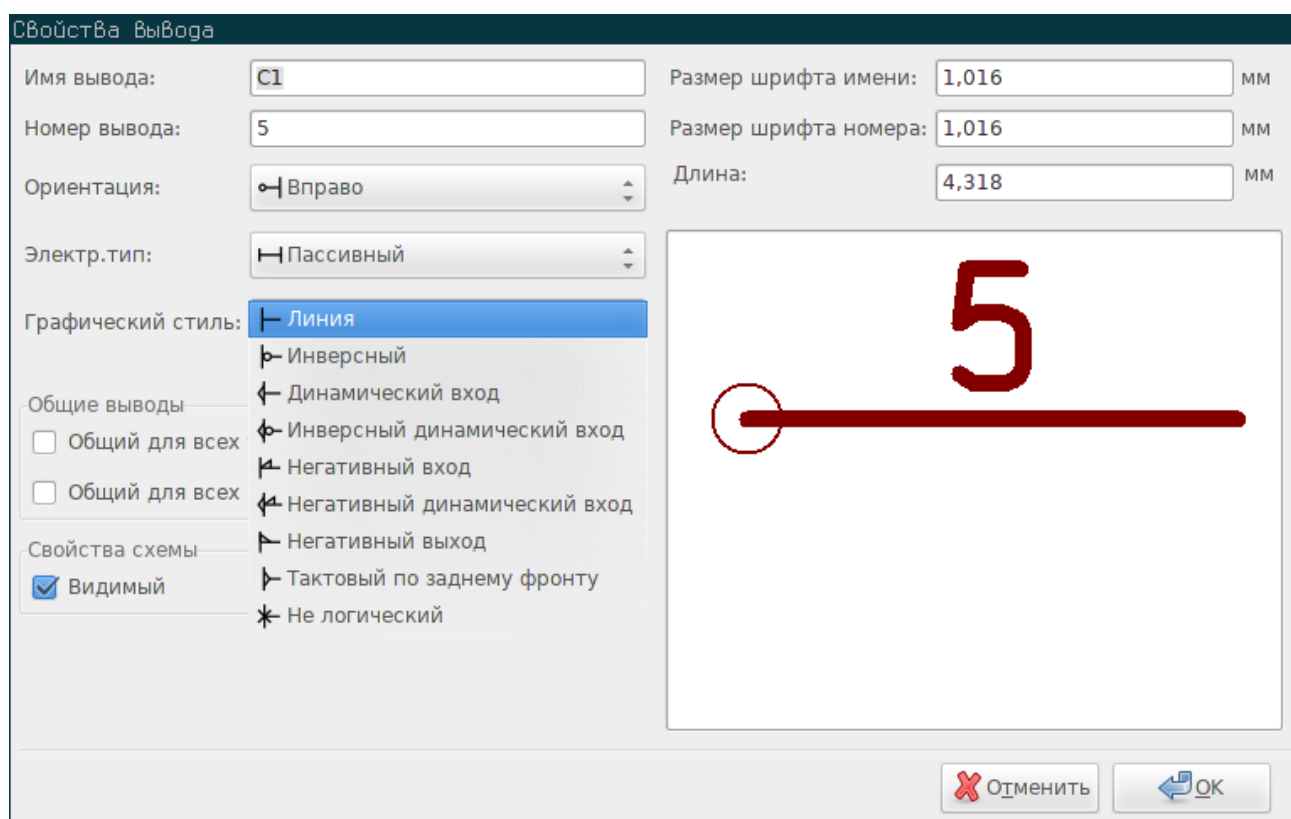 Свойства вывода
Имя вывода: C1
Размер шрифта имени: 1,016 мм
Номер вывода: 5
Размер шрифта номера: 1,016 мм
Ориентация: Вправо
Длина: 4,318 мм
Электр.тип: Пассивный
Графический стиль: Линия
Инверсный
Динамический вход
Инверсный динамический вход
Негативный вход
Негативный динамический вход
Негативный выход
Тактовый по заднему фронту
Не логический
Общие выводы
Общий для всех
Общий для всех
Свойства схемы
Видимый
5
Отменить
OK